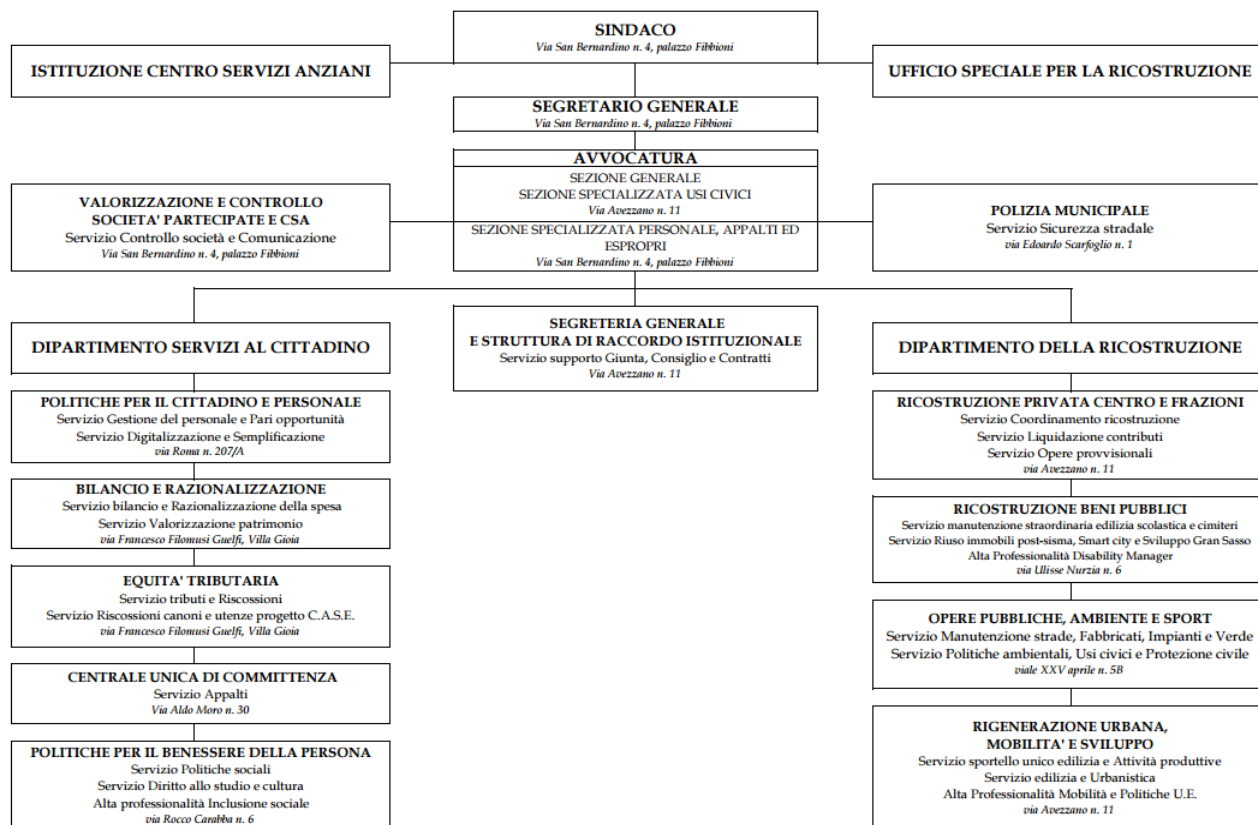 SINDACO
Via San Bernardino n. 4, palazzo Fibbioni
ISTITUZIONE CENTRO SERVIZI ANZIANI
UFFICIO SPECIALE PER LA RICOSTRUZIONE
SEGRETARIO GENERALE
Via San Bernardino n. 4, palazzo Fibbioni
AVVOCATURA
SEZIONE GENERALE
SEZIONE SPECIALIZZATA USI CIVICI
Via Avezzano n. 11
SEZIONE SPECIALIZZATA PERSONALE, APPALTI ED
ESPROPRI
Via San Bernardino n. 4, palazzo Fibbioni
VALORIZZAZIONE E CONTROLLO
SOCIETA' PARTECIPATE E CSA
Servizio Controllo società e Comunicazione
Via San Bernardino n. 4, palazzo Fibbioni
POLIZIA MUNICIPALE
Servizio Sicurezza stradale
via Edoardo Scarfoglio n. 1
DIPARTIMENTO SERVIZI AL CITTADINO
SEGRETERIA GENERALE
E STRUTTURA DI RACCORDO ISTITUZIONALE
Servizio supporto Giunta, Consiglio e Contratti
Via Avezzano n. 11
DIPARTIMENTO DELLA RICOSTRUZIONE
POLITICHE PER IL CITTADINO E PERSONALE
Servizio Gestione del personale e Pari opportunità
Servizio Digitalizzazione e Semplificazione
via Roma n. 207/A
BILANCIO E RAZIONALIZZAZIONE
Servizio bilancio e Razionalizzazione della spesa
Servizio Valorizzazione patrimonio
via Francesco Filomusi Guelfi, Villa Gioia
EQUITA' TRIBUTARIA
Servizio tributi e Riscossioni
Servizio Riscossioni canoni e utenze progetto C.A.S.E.
via Francesco Filomusi Guelfi, Villa Gioia
CENTRALE UNICA DI COMMITTENZA
Servizio Appalti
Via Aldo Moro n. 30
POLITICHE PER IL BENESSERE DELLA PERSONA
Servizio Politiche sociali
Servizio Diritto allo studio e cultura
Alta professionalità Inclusione sociale
via Rocco Carabba n. 6
RICOSTRUZIONE PRIVATA CENTRO E FRAZIONI
Servizio Coordinamento ricostruzione
Servizio Liquidazione contributi
Servizio Opere provvisionali
via Avezzano n. 11
RICOSTRUZIONE BENI PUBBLICI
Servizio manutenzione straordinaria edilizia scolastica e cimiteri
Servizio Riuso immobili post-sisma, Smart city e Sviluppo Gran Sasso
Alta Professionalità Disability Manager
via Ulisse Nurzia n. 6
OPERE PUBBLICHE, AMBIENTE E SPORT
Servizio Manutenzione strade, Fabbricati, Impianti e Verde
Servizio Politiche ambientali, Usi civici e Protezione civile
viale XXV aprile n. 5B
RIGENERAZIONE URBANA,
MOBILITA' E SVILUPPO
Servizio sportello unico edilizia e Attività produttive
Servizio edilizia e Urbanistica
Alta Professionalità Mobilità e Politiche U.E.
via Avezzano n. 11